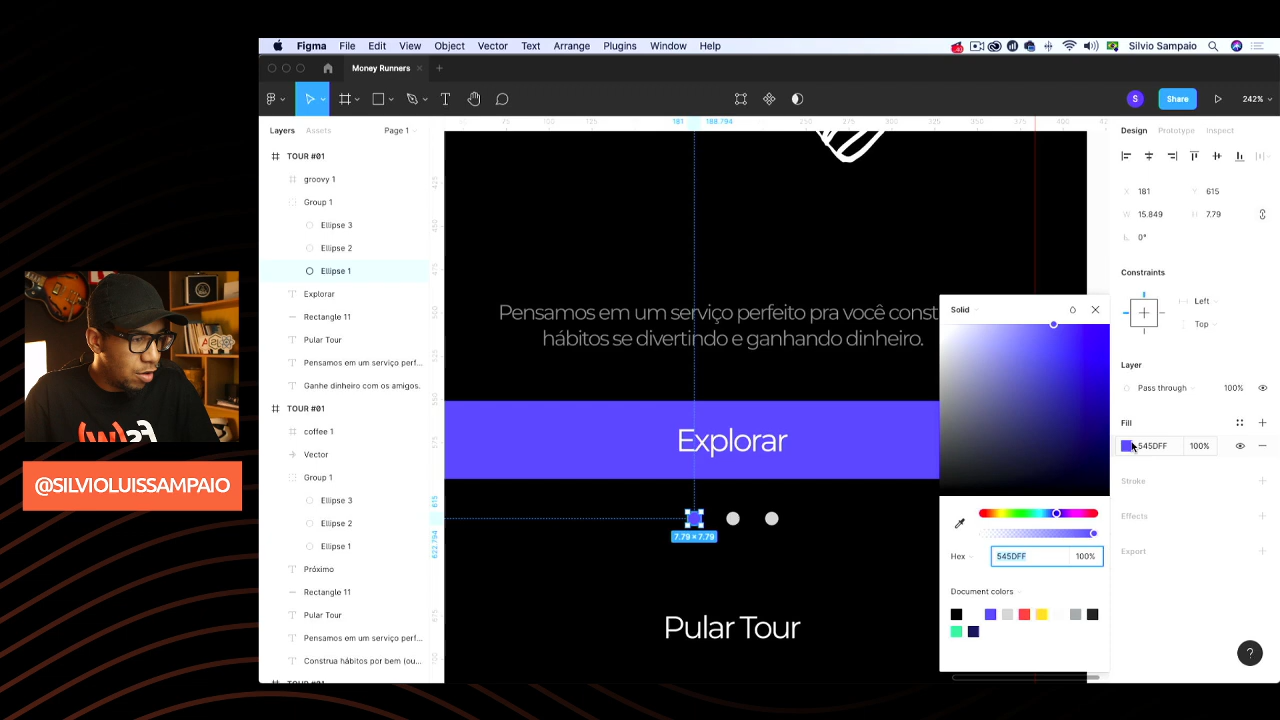 Figma File Edit View Object Vector Text Arrange Plugins Window Help
Silvio Sampaio
Money Runners
S Share 242%
Layers Assets Page 1
TOUR #01
groovy 1
Group 1
Ellipse 3
Ellipse 2
Ellipse 1
Explorar
Rectangle 11
Pular Tour
Pensamos em um serviço perf...
Ganhe dinheiro com os amigos.
TOUR #01
coffee 1
Vector
Group 1
Ellipse 3
Ellipse 2
Ellipse 1
Próximo
Rectangle 11
Pular Tour
Pensamos em um serviço perf...
Construa hábitos por bem (ou...
181 188.794
615
622.794
Pensamos em um serviço perfeito pra você const
hábitos se divertindo e ganhando dinheiro.
Explorar
7.79 × 7.79
Pular Tour
Solid
Hex 545DFF 100%
Document colors
Design Prototype Inspect
X 181 Y 615
W 15.849 H 7.79
0°
Constraints
Left
Top
Layer
Pass through 100%
Fill
545DFF 100%
Stroke
Effects
Export
?
@SILVIOLUISSAMPAIO